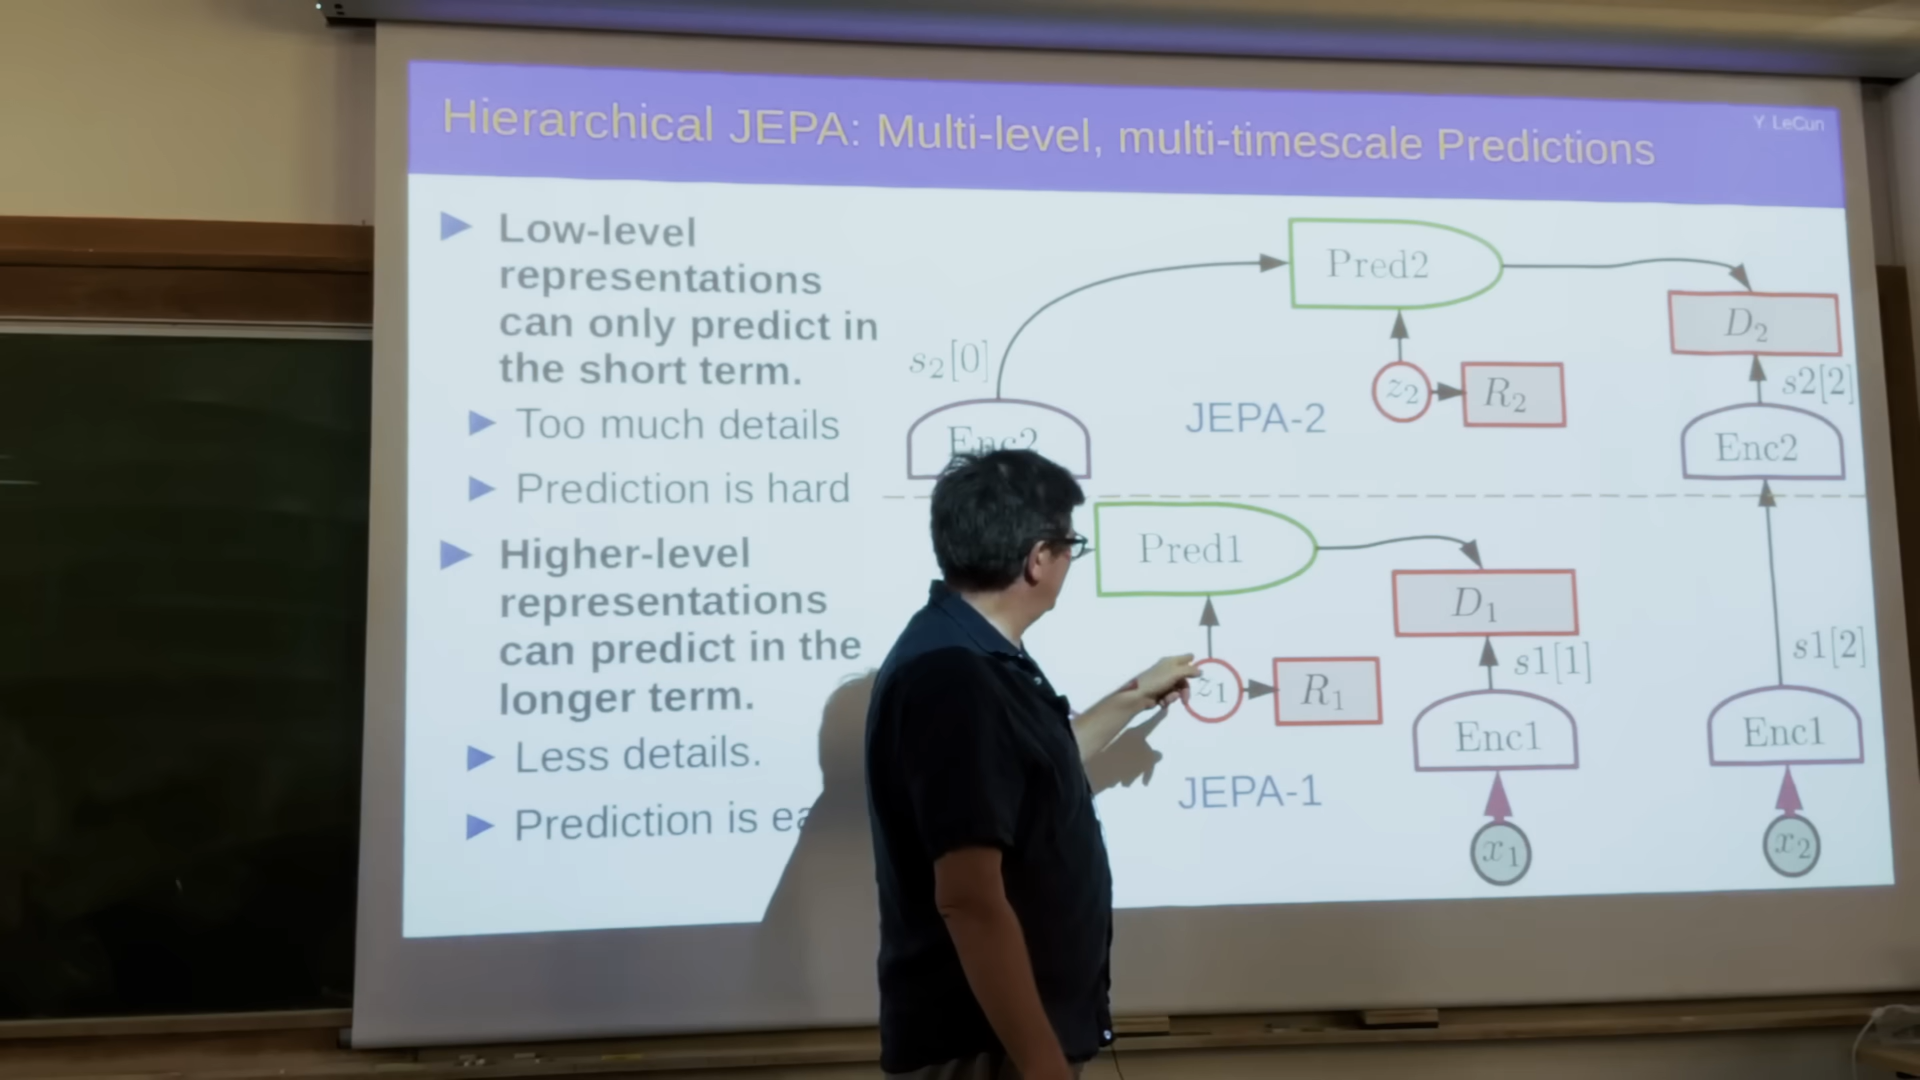 Hierarchical JEPA: Multi-level, multi-timescale Predictions
Y. LeCun
Low-level
representations
can only predict in
the short term.
Too much details
Prediction is hard
Higher-level
representations
can predict in the
longer term.
Less details.
Prediction is
Pred2
D₂
s₂[0]
z₂
R₂
s2[2]
JEPA-2
Enc2
Enc2
Pred1
D₁
s1[1]
s1[2]
z₁
R₁
Enc1
Enc1
JEPA-1
x₁
x₂